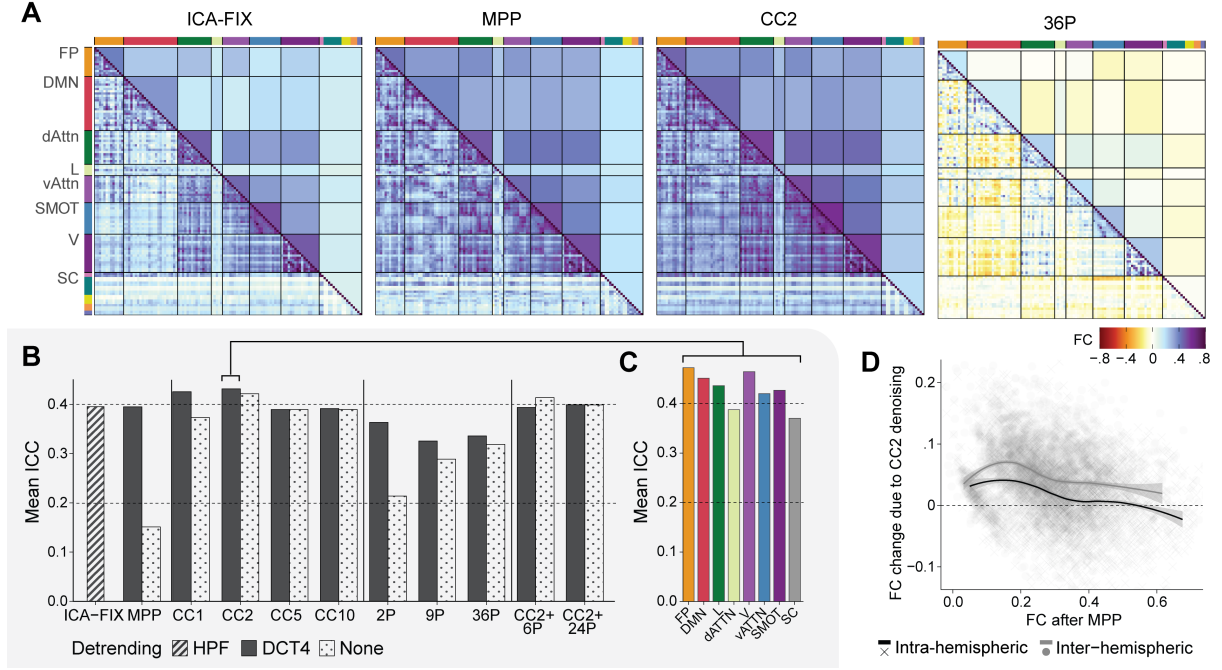 A
ICA-FIX
MPP
CC2
36P
FP
DMN
dAttn
L
vAttn
SMOT
V
SC
FC
-.8 -.4 0 .4 .8
B
Mean ICC
0.4
0.3
0.2
0.1
0.0
ICA-FIX MPP CC1 CC2 CC5 CC10 2P 9P 36P CC2+ 6P CC2+ 24P
Detrending HPF DCT4 None
C
Mean ICC
0.4
0.3
0.2
0.1
0.0
FP DMN L dATTN V vATTN SMOT SC
D
FC change due to CC2 denoising
0.2
.1
0
−0.1
0.0 0.2 0.4 0.6
FC after MPP
Intra-hemispheric Inter-hemispheric